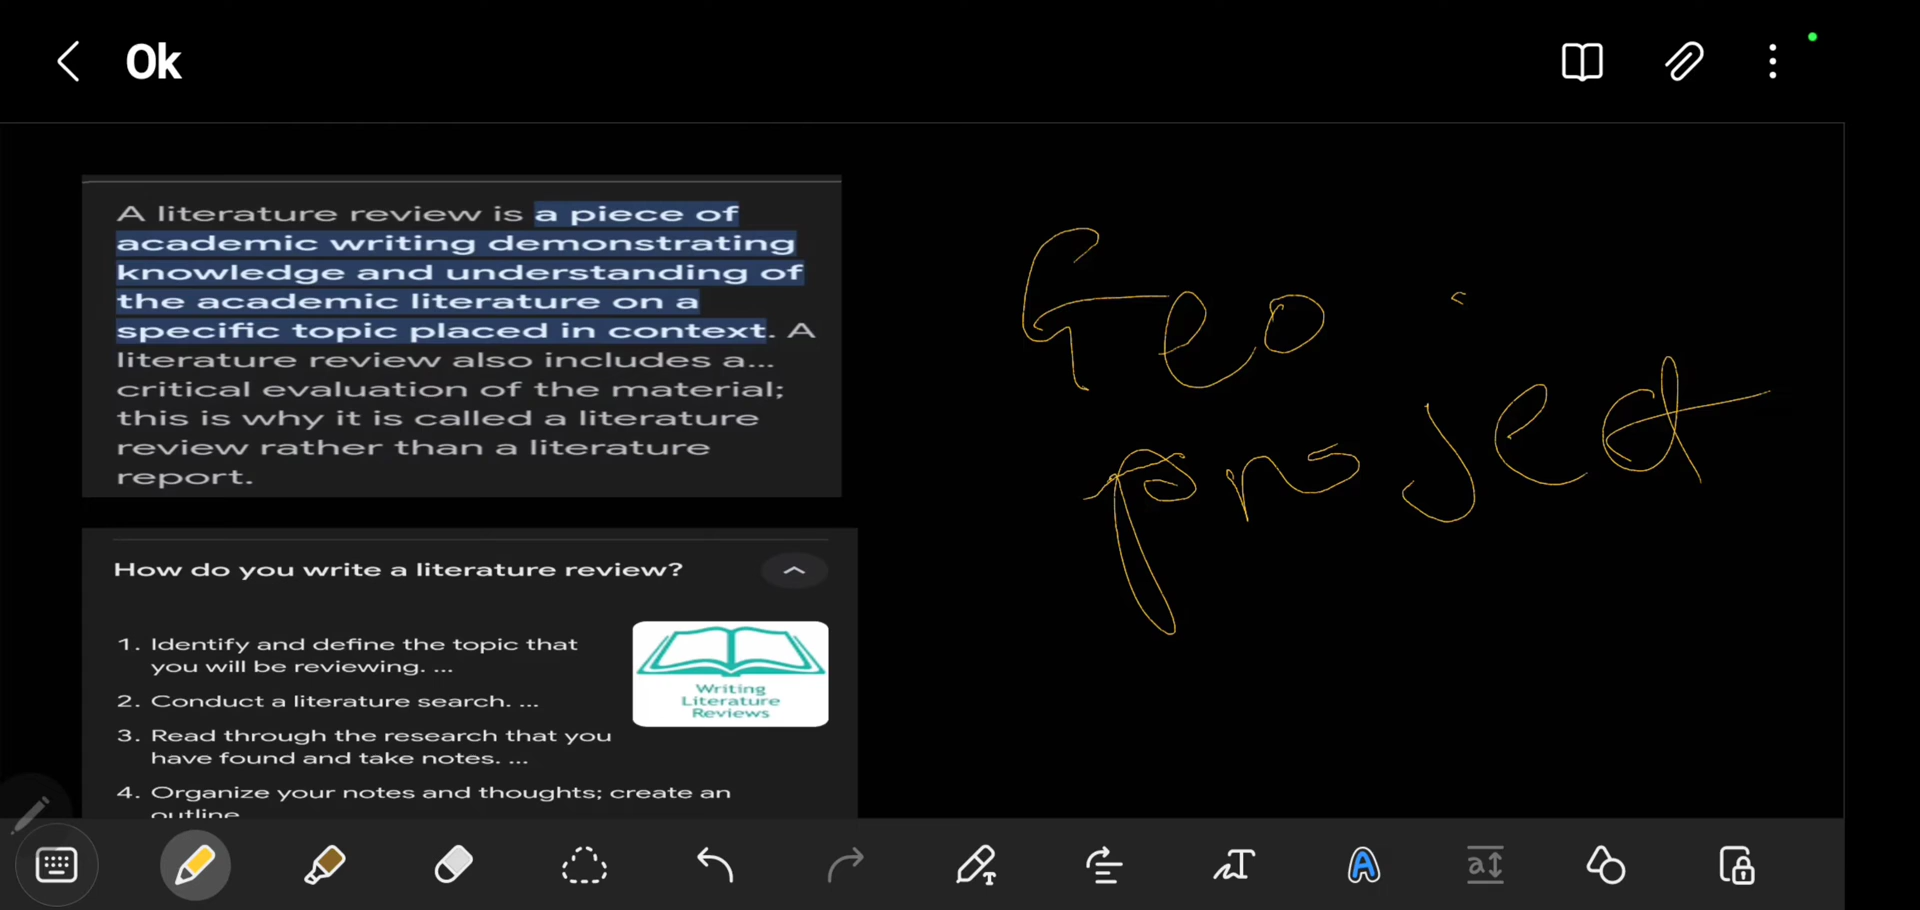 Ok
A literature review is a piece of
academic writing demonstrating
knowledge and understanding of
the academic literature on a
specific topic placed in context. A
literature review also includes a...
critical evaluation of the material;
this is why it is called a literature
review rather than a literature
report.
Geo
project
How do you write a literature review?
1. Identify and define the topic that
you will be reviewing. ...
2. Conduct a literature search. ...
3. Read through the research that you
have found and take notes. ...
4. Organize your notes and thoughts; create an
outline
Writing
Literature
Reviews
T
T
A
a